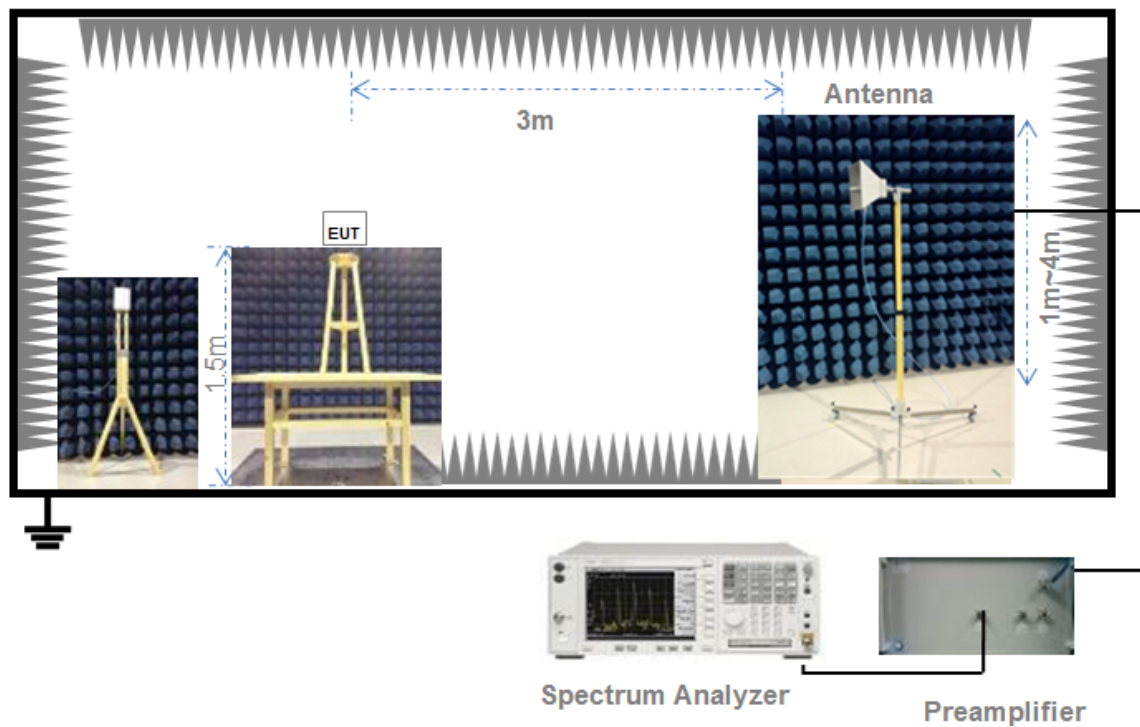 Antenna
3m
EUT
1.5m
1m~4m
Spectrum Analyzer
Preamplifier